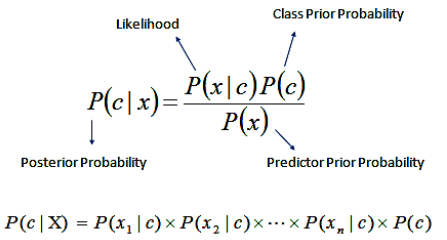 Likelihood
Class Prior Probability
P(c | x) = P(x | c)P(c) / P(x)
Posterior Probability
Predictor Prior Probability
P(c | X) = P(x₁ | c) × P(x₂ | c) × ⋯ × P(xₙ | c) × P(c)